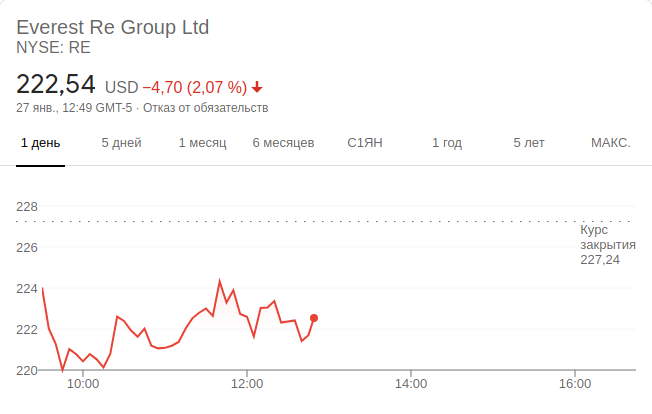 Everest Re Group Ltd
NYSE: RE
222,54 USD −4,70 (2,07 %)
27 янв., 12:49 GMT-5 · Отказ от обязательств
1 день 5 дней 1 месяц 6 месяцев С1ЯН 1 год 5 лет МАКС.
228
Курс
закрытия
227,24
226
224
222
220
10:00 12:00 14:00 16:00